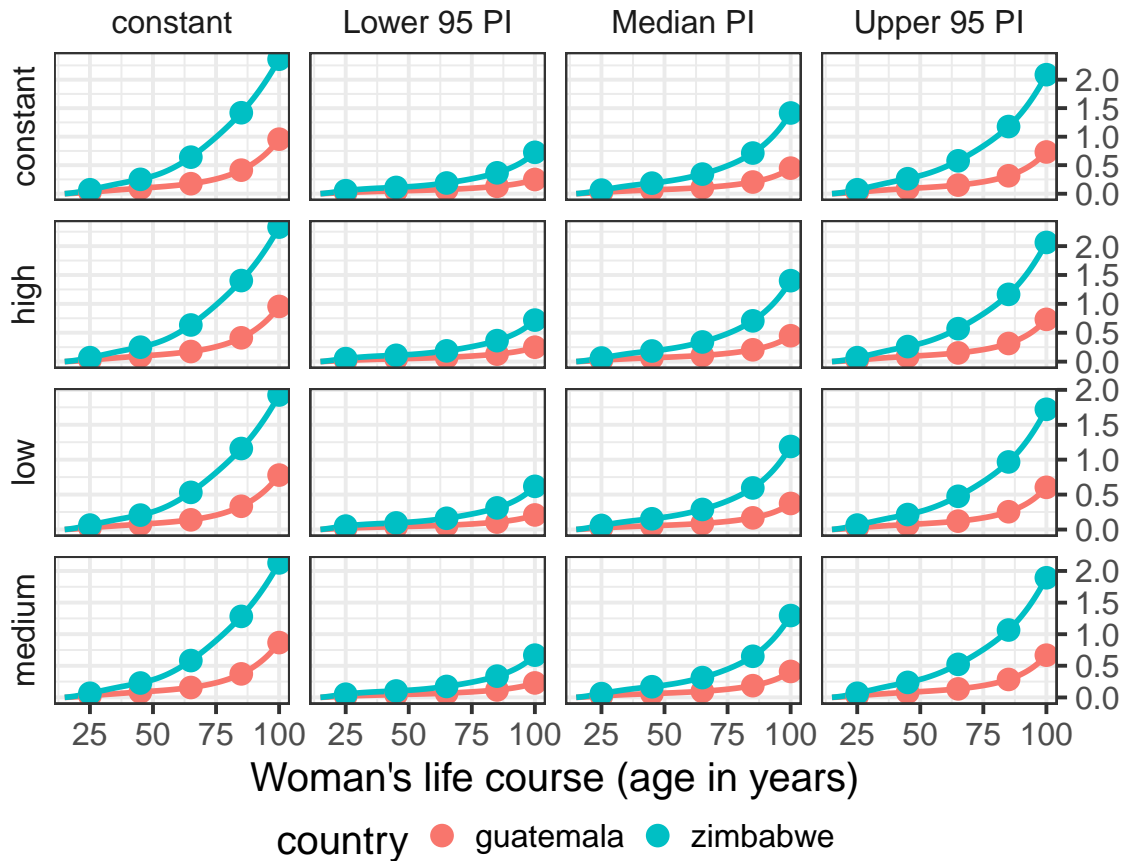 constant Lower 95 PI Median PI Upper 95 PI
constant
2.0
1.5
1.0
0.5
0.0
high
2.0
1.5
1.0
0.5
0.0
low
2.0
1.5
1.0
0.5
0.0
medium
2.0
1.5
1.0
0.5
0.0
25 50 75 100 25 50 75 100 25 50 75 100 25 50 75 100
Woman's life course (age in years)
country guatemala zimbabwe